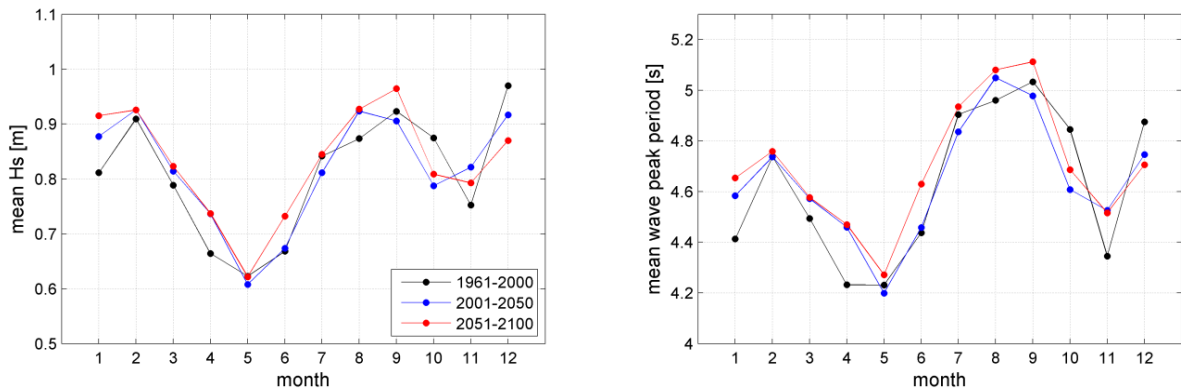 1.1
1
0.9
0.8
0.7
0.6
0.5
mean Hs [m]
1 2 3 4 5 6 7 8 9 10 11 12
month
1961-2000
2001-2050
2051-2100
5.2
5
4.8
4.6
4.4
4.2
4
mean wave peak period [s]
1 2 3 4 5 6 7 8 9 10 11 12
month